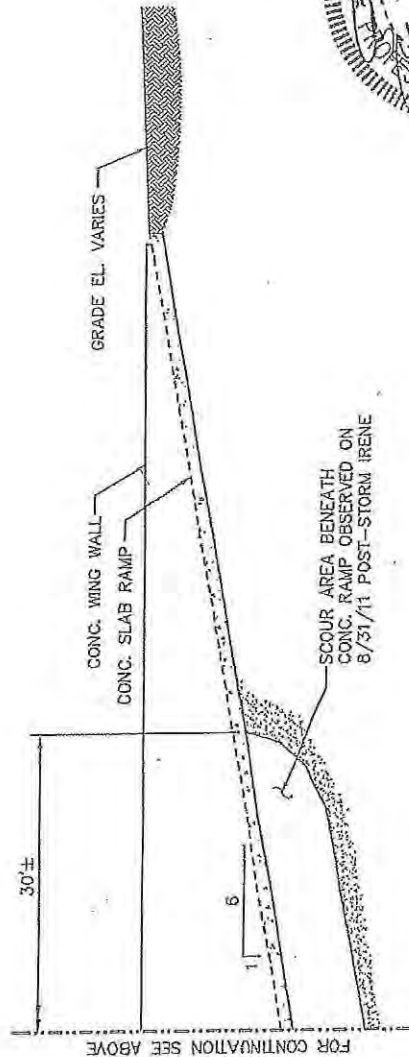 30'±
CONC. WING WALL
CONC. SLAB RAMP
GRADE EL. VARIES
6
1
SCOUR AREA BENEATH
CONC. RAMP OBSERVED ON
8/31/11 POST-STORM IRENE
FOR CONTINUATION SEE ABOVE